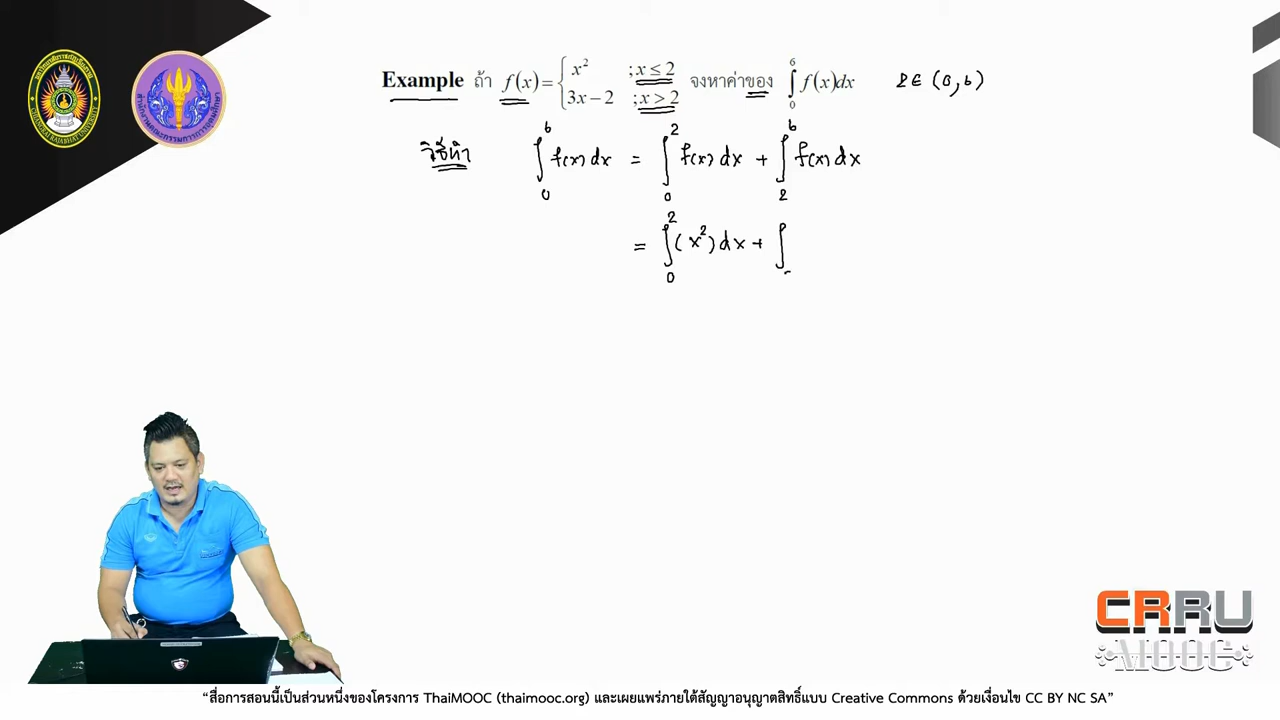 Example ถ้า f(x) = { x² ; x ≤ 2
3x − 2 ; x > 2 จงหาค่าของ ∫₀⁶ f(x)dx 2 ∈ (0,6)
วิธีทำ ∫₀⁶ f(x) dx = ∫₀² f(x) dx + ∫₂⁶ f(x) dx
= ∫₀² (x²) dx + ∫
CRRU
MOOC
“สื่อการสอนนี้เป็นส่วนหนึ่งของโครงการ ThaiMOOC (thaimooc.org) และเผยแพร่ภายใต้สัญญาอนุญาตสิทธิ์แบบ Creative Commons ด้วยเงื่อนไข CC BY NC SA”